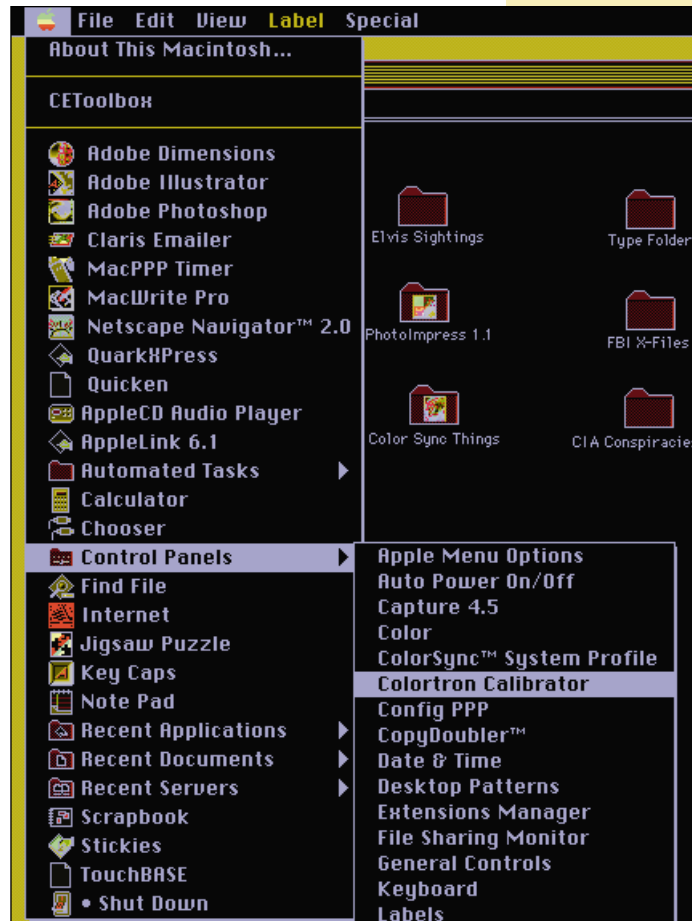 File Edit View Label Special
About This Macintosh...
CEToolbox
Adobe Dimensions
Adobe Illustrator
Adobe Photoshop
Claris Emailer
MacPPP Timer
MacWrite Pro
Netscape Navigator™ 2.0
QuarkXPress
Quicken
AppleCD Audio Player
AppleLink 6.1
Automated Tasks
Calculator
Chooser
Control Panels
Find File
Internet
Jigsaw Puzzle
Key Caps
Note Pad
Recent Applications
Recent Documents
Recent Servers
Scrapbook
Stickies
TouchBASE
• Shut Down
Elvis Sightings
Type Folder
PhotoImpress 1.1
FBI X-Files
Color Sync Things
CIA Conspiracie
Apple Menu Options
Auto Power On/Off
Capture 4.5
Color
ColorSync™ System Profile
Colortron Calibrator
Config PPP
CopyDoubler™
Date & Time
Desktop Patterns
Extensions Manager
File Sharing Monitor
General Controls
Keyboard
Labels